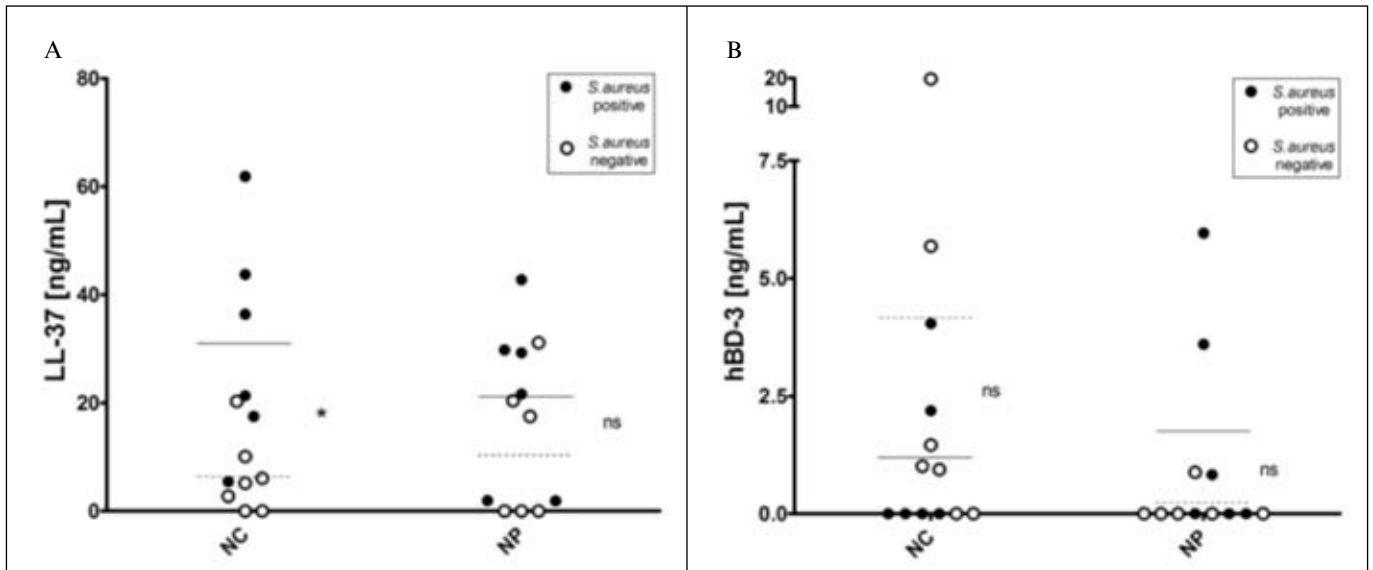 A
80
60
40
20
0
LL-37 [ng/mL]
S.aureus
positive
S.aureus
negative
*
ns
NC
NP
B
20
10
7.5
5.0
2.5
0.0
hBD-3 [ng/mL]
S.aureus
positive
S.aureus
negative
ns
ns
NC
NP